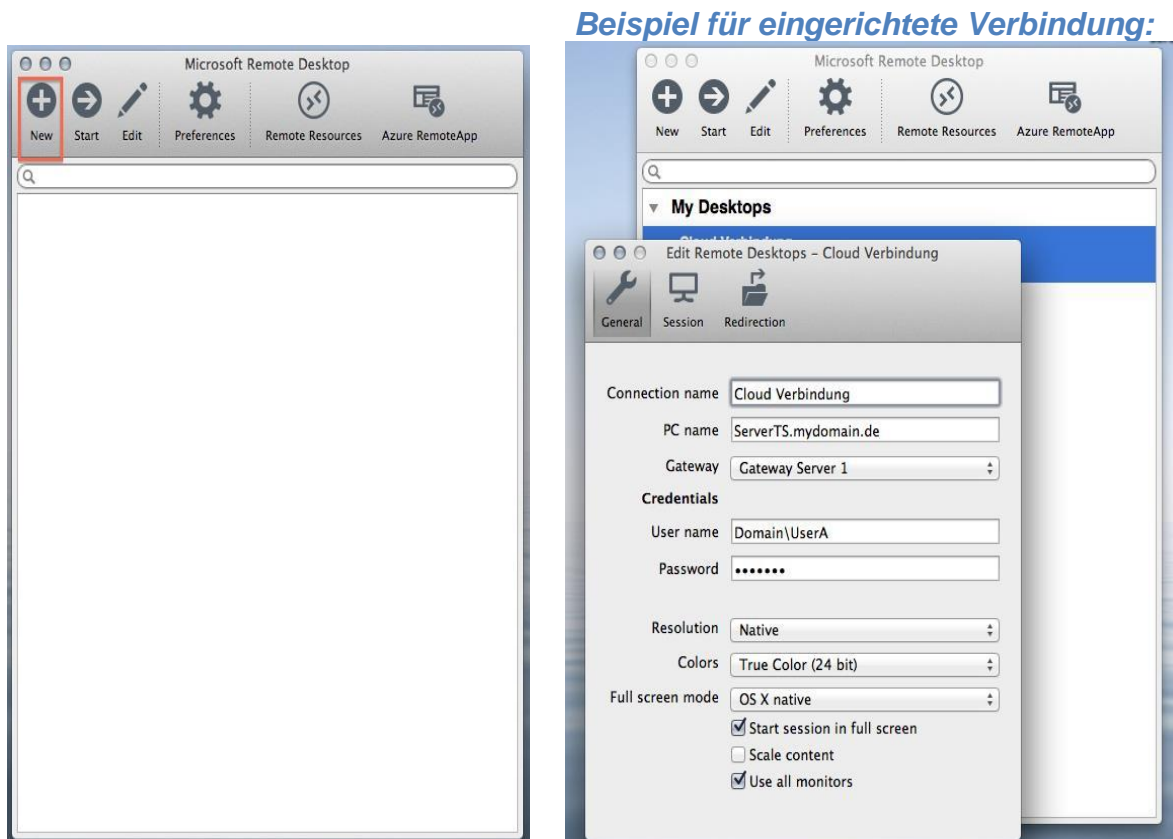 Beispiel für eingerichtete Verbindung:
Microsoft Remote Desktop
New Start Edit Preferences Remote Resources Azure RemoteApp
Microsoft Remote Desktop
New Start Edit Preferences Remote Resources Azure RemoteApp
My Desktops
Cloud Verbindung
Edit Remote Desktops – Cloud Verbindung
General Session Redirection
Connection name Cloud Verbindung
PC name ServerTS.mydomain.de
Gateway Gateway Server 1
Credentials
User name Domain\UserA
Password •••••••
Resolution Native
Colors True Color (24 bit)
Full screen mode OS X native
Start session in full screen
Scale content
Use all monitors